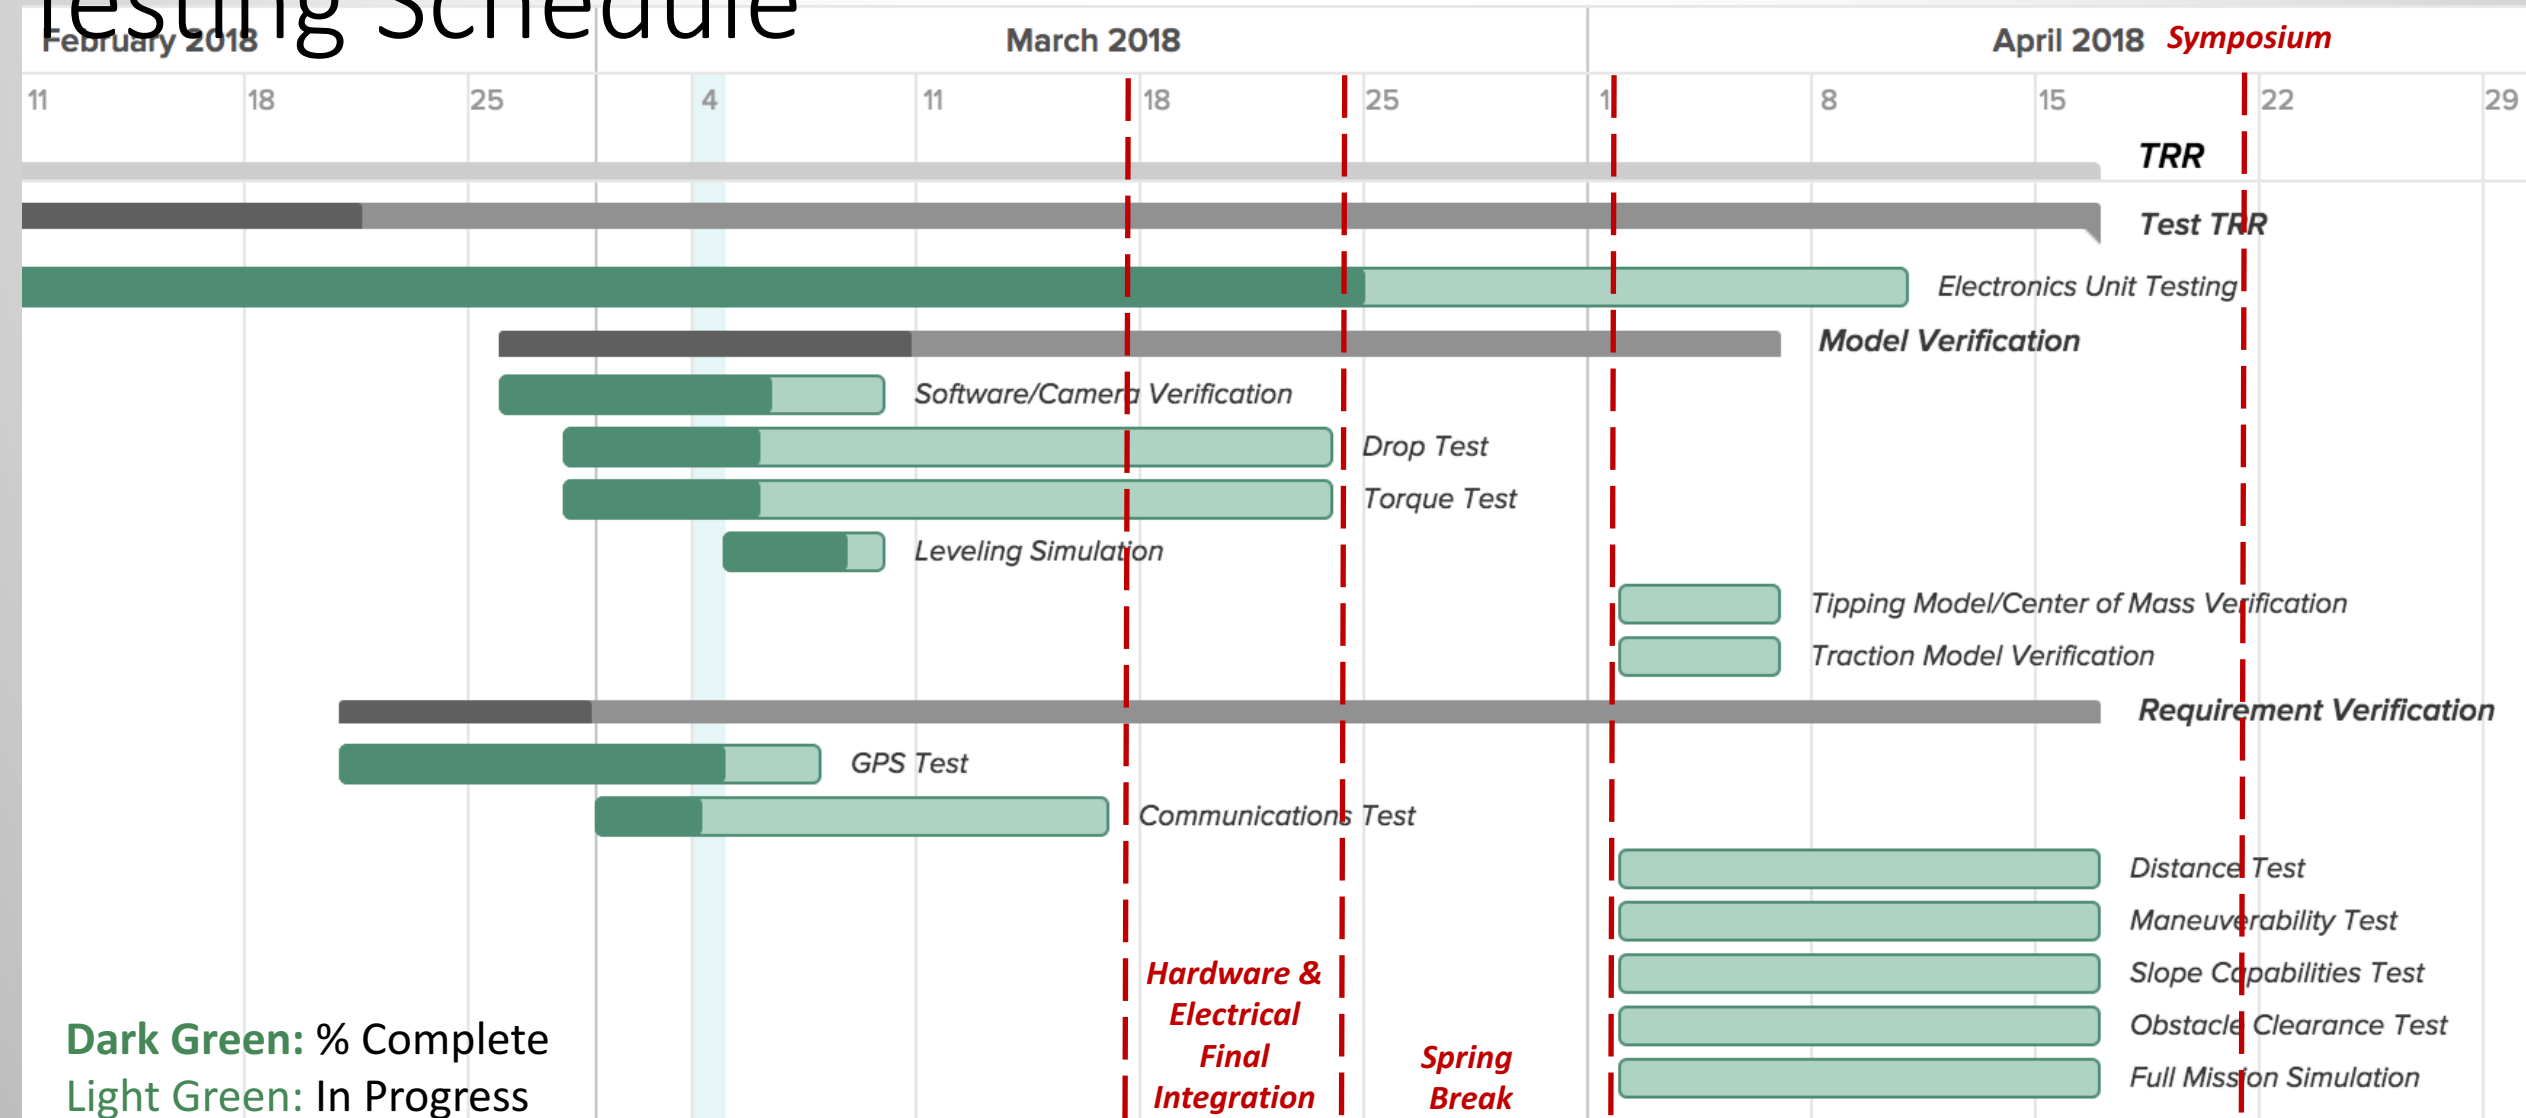 Testing Schedule
February 2018 March 2018 April 2018 Symposium
11 18 25 4 11 18 25 1 8 15 22 29
TRR
Test TRR
Electronics Unit Testing
Model Verification
Software/Camera Verification
Drop Test
Torque Test
Leveling Simulation
Tipping Model/Center of Mass Verification
Traction Model Verification
Requirement Verification
GPS Test
Communications Test
Distance Test
Maneuverability Test
Slope Capabilities Test
Obstacle Clearance Test
Full Mission Simulation
Hardware &
Electrical
Final
Integration
Spring
Break
Dark Green: % Complete
Light Green: In Progress